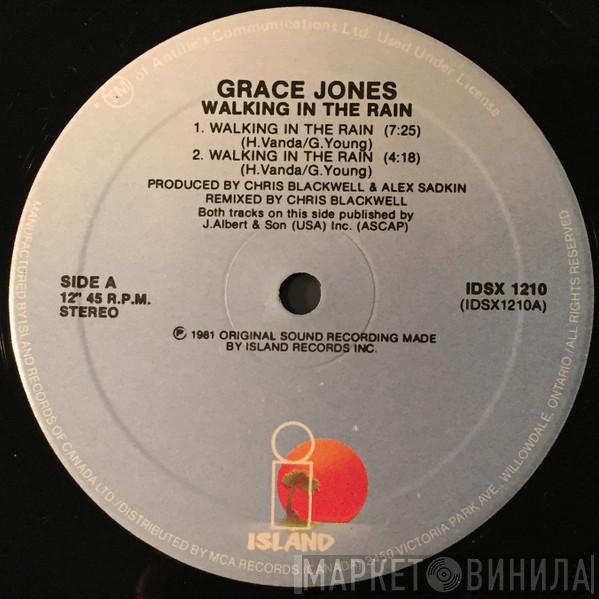 TM of Antilles Communications Ltd. Used Under License
GRACE JONES
WALKING IN THE RAIN
1. WALKING IN THE RAIN (7:25)
(H.Vanda/G.Young)
2. WALKING IN THE RAIN (4:18)
(H.Vanda/G.Young)
PRODUCED BY CHRIS BLACKWELL & ALEX SADKIN
REMIXED BY CHRIS BLACKWELL
Both tracks on this side published by
J.Albert & Son (USA) Inc. (ASCAP)
SIDE A
12" 45 R.P.M.
STEREO
IDSX 1210
(IDSX1210A)
℗ 1981 ORIGINAL SOUND RECORDING MADE
BY ISLAND RECORDS INC.
i
ISLAND
MANUFACTURED BY ISLAND RECORDS OF CANADA LTD./DISTRIBUTED BY MCA RECORDS (CANADA) 2450 VICTORIA PARK AVE., WILLOWDALE, ONTARIO./ALL RIGHTS RESERVED
МАРКЕТ ВИНИЛА